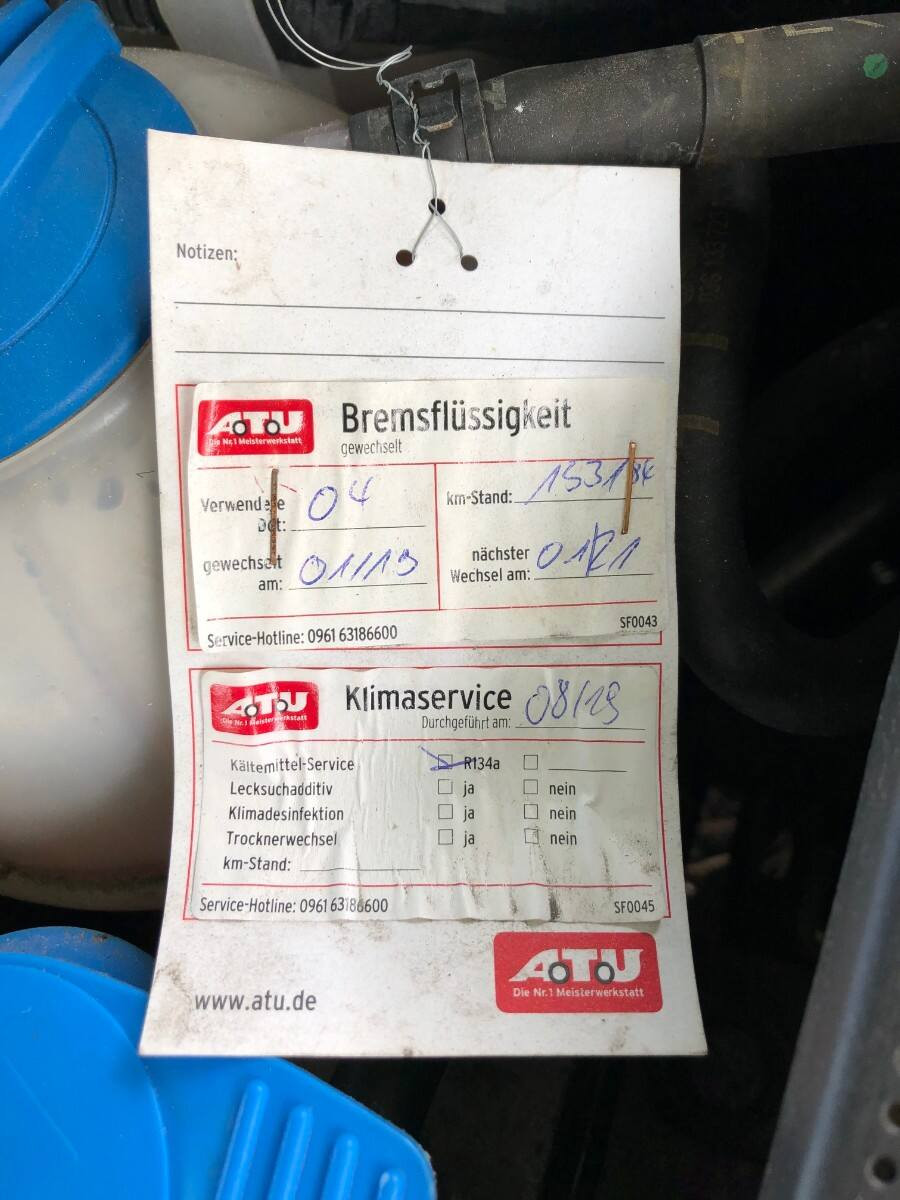 Notizen:
ATU
Die Nr.1 Meisterwerkstatt
Bremsflüssigkeit
gewechselt
Verwendete Dot: 04
km-Stand: 153184
gewechselt am: 01/19
nächster Wechsel am: 01/21
Service-Hotline: 0961 63186600
SF0043
ATU
Die Nr.1 Meisterwerkstatt
Klimaservice
Durchgeführt am: 08/19
Kältemittel-Service R134a
Lecksuchadditiv ja nein
Klimadesinfektion ja nein
Trocknerwechsel ja nein
km-Stand:
Service-Hotline: 0961 63186600
SF0045
www.atu.de
ATU
Die Nr.1 Meisterwerkstatt